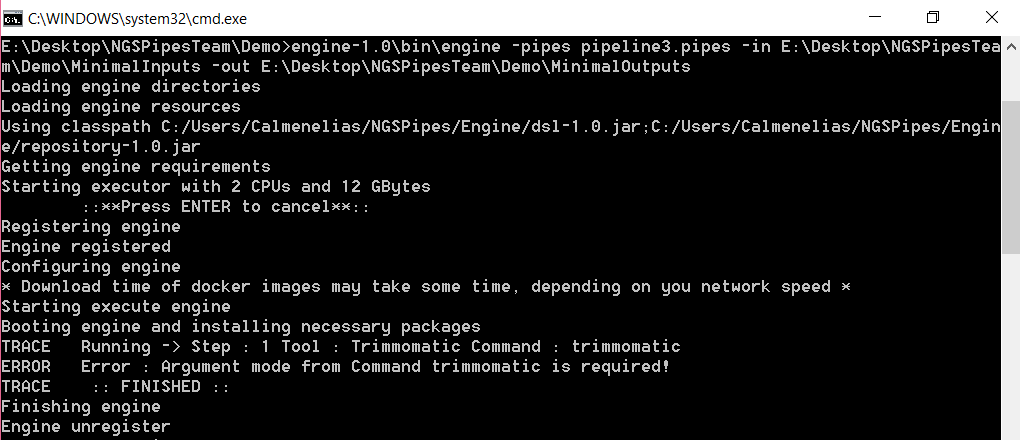 C:\WINDOWS\system32\cmd.exe
E:\Desktop\NGSPipesTeam\Demo>engine-1.0\bin\engine -pipes pipeline3.pipes -in E:\Desktop\NGSPipesTea
m\Demo\MinimalInputs -out E:\Desktop\NGSPipesTeam\Demo\MinimalOutputs
Loading engine directories
Loading engine resources
Using classpath C:/Users/Calmenelias/NGSPipes/Engine/dsl-1.0.jar;C:/Users/Calmenelias/NGSPipes/Engin
e/repository-1.0.jar
Getting engine requirements
Starting executor with 2 CPUs and 12 GBytes
::**Press ENTER to cancel**::
Registering engine
Engine registered
Configuring engine
* Download time of docker images may take some time, depending on you network speed *
Starting execute engine
Booting engine and installing necessary packages
TRACE   Running -> Step : 1 Tool : Trimmomatic Command : trimmomatic
ERROR   Error : Argument mode from Command trimmomatic is required!
TRACE    :: FINISHED ::
Finishing engine
Engine unregister